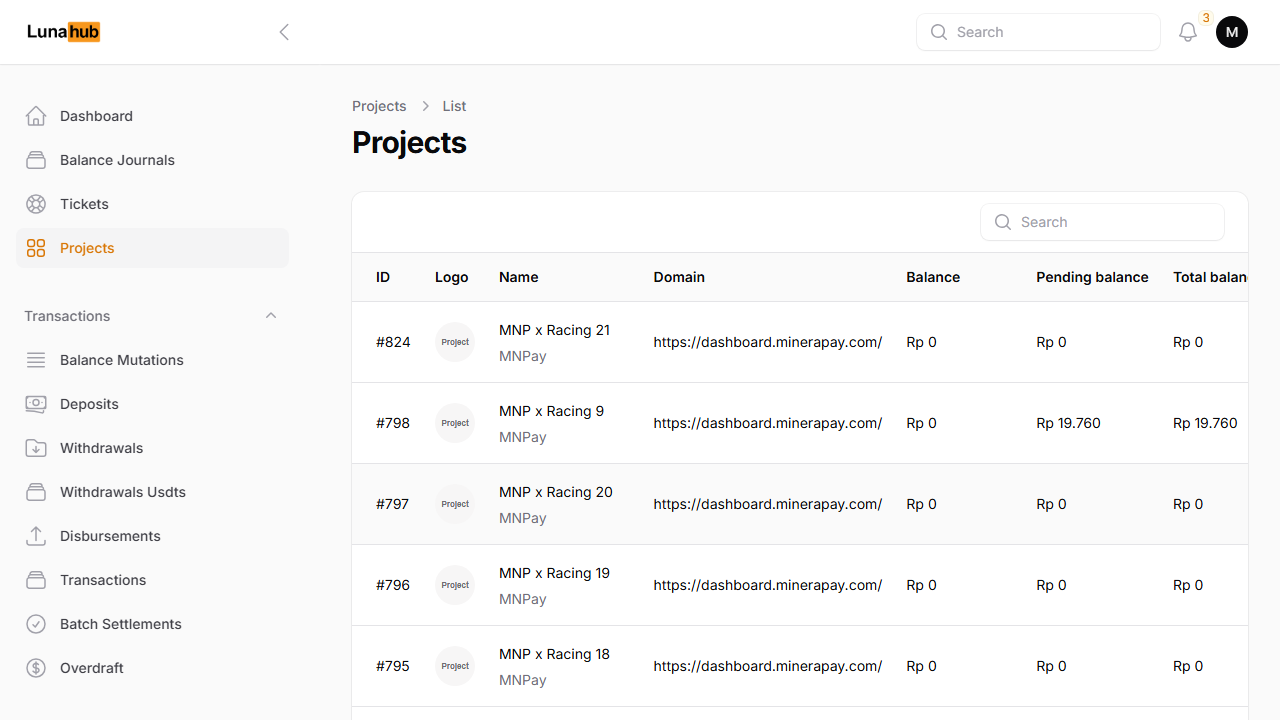 Lunahub
Search
3
M
Dashboard
Balance Journals
Tickets
Projects
Transactions
Balance Mutations
Deposits
Withdrawals
Withdrawals Usdts
Disbursements
Transactions
Batch Settlements
Overdraft
Projects > List
Projects
Search
ID Logo Name Domain Balance Pending balance Total balan
#824 Project MNP x Racing 21 https://dashboard.minerapay.com/ Rp 0 Rp 0 Rp 0
MNPay
#798 Project MNP x Racing 9 https://dashboard.minerapay.com/ Rp 0 Rp 19.760 Rp 19.760
MNPay
#797 Project MNP x Racing 20 https://dashboard.minerapay.com/ Rp 0 Rp 0 Rp 0
MNPay
#796 Project MNP x Racing 19 https://dashboard.minerapay.com/ Rp 0 Rp 0 Rp 0
MNPay
#795 Project MNP x Racing 18 https://dashboard.minerapay.com/ Rp 0 Rp 0 Rp 0
MNPay